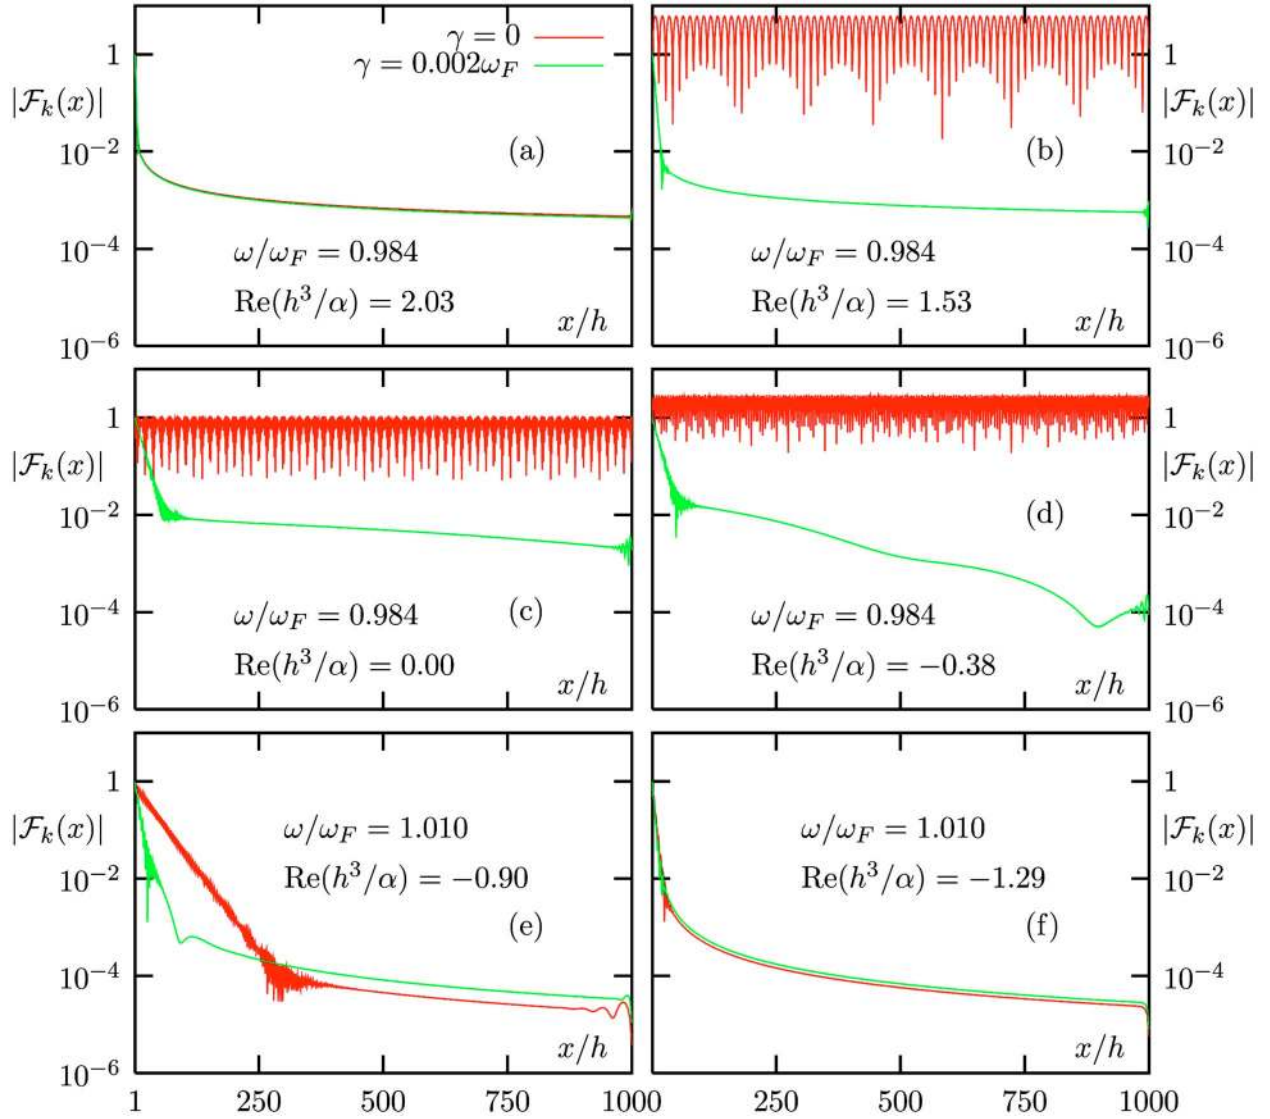 1
γ = 0
γ = 0.002ω_F
|ℱ_k(x)|
10^−2
(a)
10^−4
ω/ω_F = 0.984
Re(h^3/α) = 2.03
x/h
10^−6
1
|ℱ_k(x)|
10^−2
(b)
10^−4
ω/ω_F = 0.984
Re(h^3/α) = 1.53
x/h
10^−6
1
|ℱ_k(x)|
10^−2
10^−4
ω/ω_F = 0.984
(c)
Re(h^3/α) = 0.00
x/h
10^−6
1
|ℱ_k(x)|
10^−2
(d)
10^−4
ω/ω_F = 0.984
Re(h^3/α) = −0.38
x/h
10^−6
1
|ℱ_k(x)|
ω/ω_F = 1.010
10^−2
Re(h^3/α) = −0.90
(e)
10^−4
x/h
10^−6
1 250 500 750 1000
1
|ℱ_k(x)|
ω/ω_F = 1.010
10^−2
Re(h^3/α) = −1.29
(f)
10^−4
x/h
10^−6
250 500 750 1000